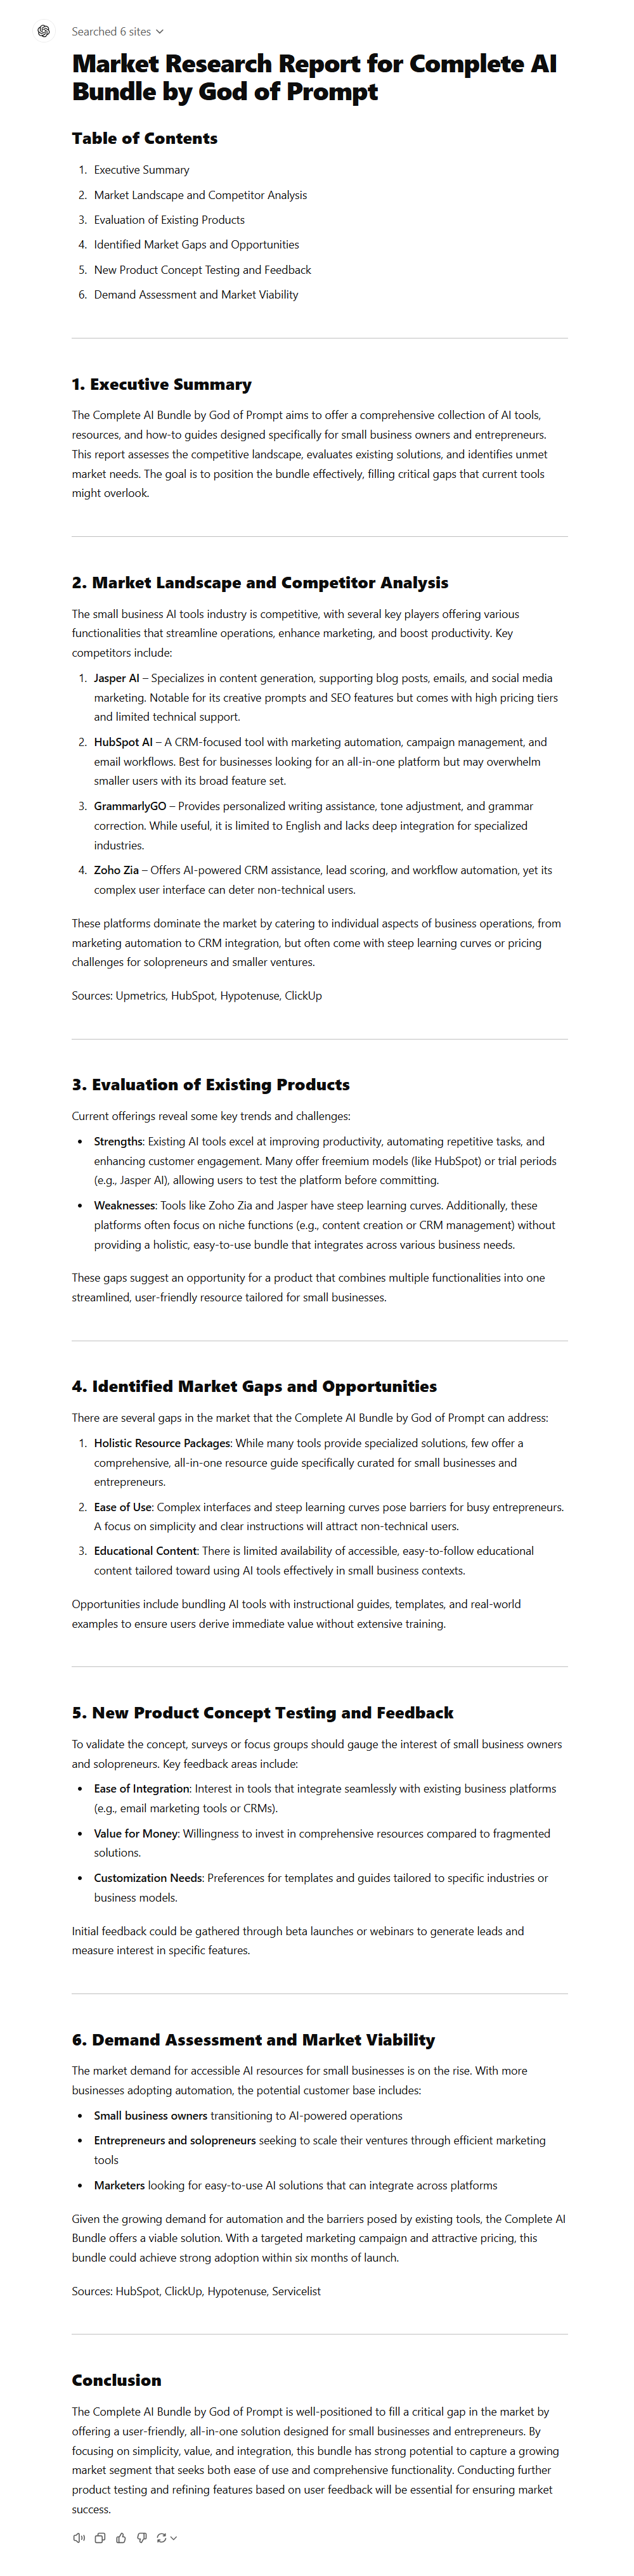 Searched 6 sites
Market Research Report for Complete AI
Bundle by God of Prompt
Table of Contents
1. Executive Summary
2. Market Landscape and Competitor Analysis
3. Evaluation of Existing Products
4. Identified Market Gaps and Opportunities
5. New Product Concept Testing and Feedback
6. Demand Assessment and Market Viability
1. Executive Summary
The Complete AI Bundle by God of Prompt aims to offer a comprehensive collection of AI tools,
resources, and how-to guides designed specifically for small business owners and entrepreneurs.
This report assesses the competitive landscape, evaluates existing solutions, and identifies unmet
market needs. The goal is to position the bundle effectively, filling critical gaps that current tools
might overlook.
2. Market Landscape and Competitor Analysis
The small business AI tools industry is competitive, with several key players offering various
functionalities that streamline operations, enhance marketing, and boost productivity. Key
competitors include:
1. Jasper AI – Specializes in content generation, supporting blog posts, emails, and social media
marketing. Notable for its creative prompts and SEO features but comes with high pricing tiers
and limited technical support.
2. HubSpot AI – A CRM-focused tool with marketing automation, campaign management, and
email workflows. Best for businesses looking for an all-in-one platform but may overwhelm
smaller users with its broad feature set.
3. GrammarlyGO – Provides personalized writing assistance, tone adjustment, and grammar
correction. While useful, it is limited to English and lacks deep integration for specialized
industries.
4. Zoho Zia – Offers AI-powered CRM assistance, lead scoring, and workflow automation, yet its
complex user interface can deter non-technical users.
These platforms dominate the market by catering to individual aspects of business operations, from
marketing automation to CRM integration, but often come with steep learning curves or pricing
challenges for solopreneurs and smaller ventures.
Sources: Upmetrics, HubSpot, Hypotenuse, ClickUp
3. Evaluation of Existing Products
Current offerings reveal some key trends and challenges:
• Strengths: Existing AI tools excel at improving productivity, automating repetitive tasks, and
enhancing customer engagement. Many offer freemium models (like HubSpot) or trial periods
(e.g., Jasper AI), allowing users to test the platform before committing.
• Weaknesses: Tools like Zoho Zia and Jasper have steep learning curves. Additionally, these
platforms often focus on niche functions (e.g., content creation or CRM management) without
providing a holistic, easy-to-use bundle that integrates across various business needs.
These gaps suggest an opportunity for a product that combines multiple functionalities into one
streamlined, user-friendly resource tailored for small businesses.
4. Identified Market Gaps and Opportunities
There are several gaps in the market that the Complete AI Bundle by God of Prompt can address:
1. Holistic Resource Packages: While many tools provide specialized solutions, few offer a
comprehensive, all-in-one resource guide specifically curated for small businesses and
entrepreneurs.
2. Ease of Use: Complex interfaces and steep learning curves pose barriers for busy entrepreneurs.
A focus on simplicity and clear instructions will attract non-technical users.
3. Educational Content: There is limited availability of accessible, easy-to-follow educational
content tailored toward using AI tools effectively in small business contexts.
Opportunities include bundling AI tools with instructional guides, templates, and real-world
examples to ensure users derive immediate value without extensive training.
5. New Product Concept Testing and Feedback
To validate the concept, surveys or focus groups should gauge the interest of small business owners
and solopreneurs. Key feedback areas include:
• Ease of Integration: Interest in tools that integrate seamlessly with existing business platforms
(e.g., email marketing tools or CRMs).
• Value for Money: Willingness to invest in comprehensive resources compared to fragmented
solutions.
• Customization Needs: Preferences for templates and guides tailored to specific industries or
business models.
Initial feedback could be gathered through beta launches or webinars to generate leads and
measure interest in specific features.
6. Demand Assessment and Market Viability
The market demand for accessible AI resources for small businesses is on the rise. With more
businesses adopting automation, the potential customer base includes:
• Small business owners transitioning to AI-powered operations
• Entrepreneurs and solopreneurs seeking to scale their ventures through efficient marketing
tools
• Marketers looking for easy-to-use AI solutions that can integrate across platforms
Given the growing demand for automation and the barriers posed by existing tools, the Complete AI
Bundle offers a viable solution. With a targeted marketing campaign and attractive pricing, this
bundle could achieve strong adoption within six months of launch.
Sources: HubSpot, ClickUp, Hypotenuse, Servicelist
Conclusion
The Complete AI Bundle by God of Prompt is well-positioned to fill a critical gap in the market by
offering a user-friendly, all-in-one solution designed for small businesses and entrepreneurs. By
focusing on simplicity, value, and integration, this bundle has strong potential to capture a growing
market segment that seeks both ease of use and comprehensive functionality. Conducting further
product testing and refining features based on user feedback will be essential for ensuring market
success.